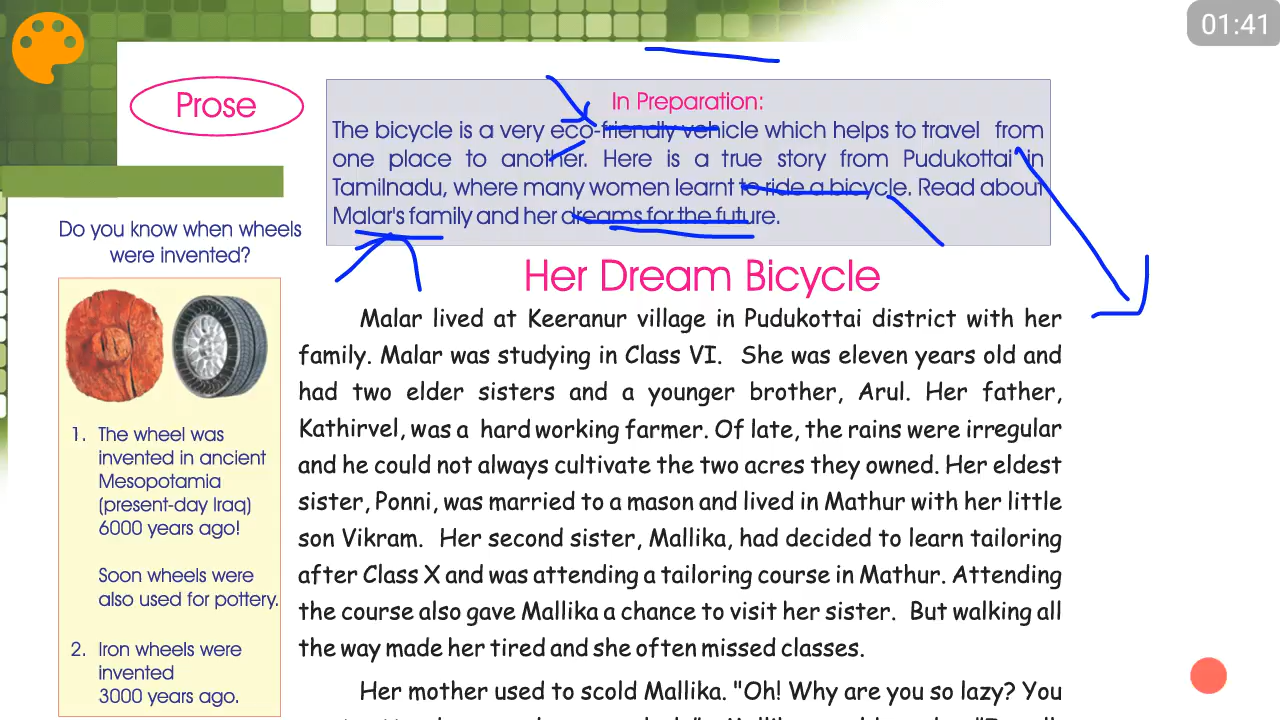 01:41
Prose
In Preparation:
The bicycle is a very eco-friendly vehicle which helps to travel from
one place to another. Here is a true story from Pudukottai in
Tamilnadu, where many women learnt to ride a bicycle. Read about
Malar's family and her dreams for the future.
Do you know when wheels
were invented?
1. The wheel was
invented in ancient
Mesopotamia
(present-day Iraq)
6000 years ago!
Soon wheels were
also used for pottery.
2. Iron wheels were
invented
3000 years ago.
Her Dream Bicycle
Malar lived at Keeranur village in Pudukottai district with her
family. Malar was studying in Class VI. She was eleven years old and
had two elder sisters and a younger brother, Arul. Her father,
Kathirvel, was a hard working farmer. Of late, the rains were irregular
and he could not always cultivate the two acres they owned. Her eldest
sister, Ponni, was married to a mason and lived in Mathur with her little
son Vikram. Her second sister, Mallika, had decided to learn tailoring
after Class X and was attending a tailoring course in Mathur. Attending
the course also gave Mallika a chance to visit her sister. But walking all
the way made her tired and she often missed classes.
Her mother used to scold Mallika. "Oh! Why are you so lazy? You